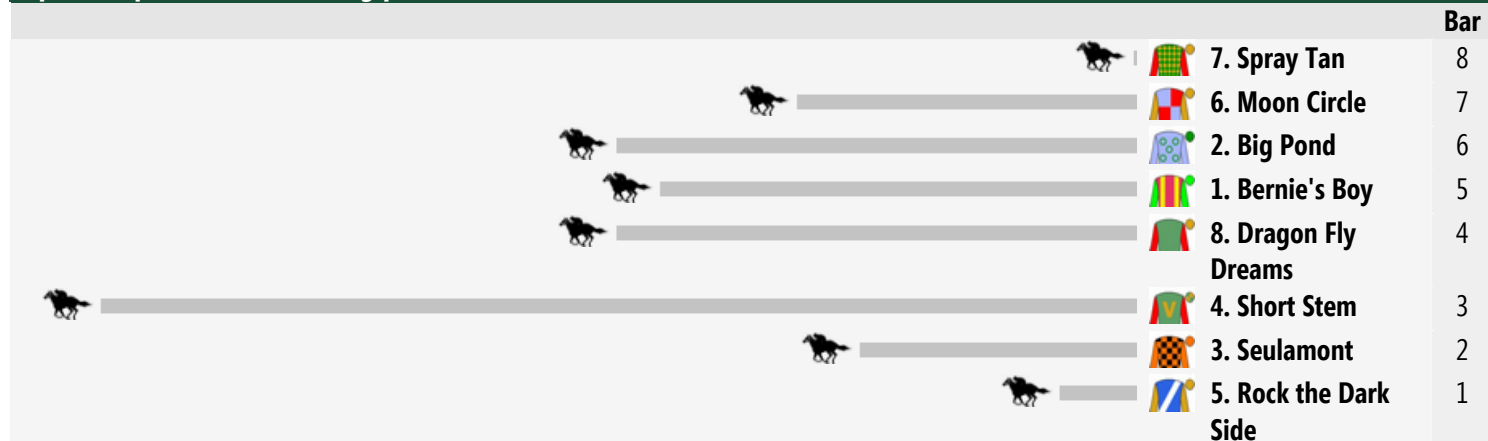 Bar
7. Spray Tan 8
6. Moon Circle 7
2. Big Pond 6
1. Bernie's Boy 5
8. Dragon Fly 4
Dreams
4. Short Stem 3
V
3. Seulamont 2
5. Rock the Dark 1
Side